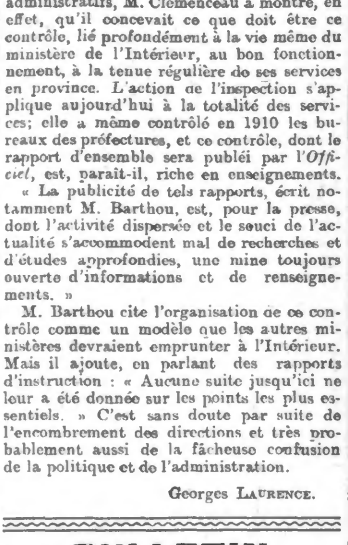 administratifs, M. Clemenceau a montré, en
effet, qu'il concevait ce que doit être ce
contrôle, lié profondément à la vie même du
ministère de l'Intérieur, au bon fonction-
nement, à la tenue régulière de ses services
en province. L'action de l'inspection s'ap-
plique aujourd'hui à la totalité des servi-
ces; elle a même contrôlé en 1910 les bu-
reaux des préfectures, et ce contrôle, dont le
rapport d'ensemble sera publéi par l'Offi-
ciel, est, paraît-il, riche en enseignements.
« La publicité de tels rapports, écrit no-
tamment M. Barthou, est, pour la presse,
dont l'activité dispersée et le souci de l'ac-
tualité s'accommodent mal de recherches et
d'études approfondies, une mine toujours
ouverte d'informations et de renseigne-
ments. »
M. Barthou cite l'organisation de ce con-
trôle comme un modèle que les autres mi-
nistères devraient emprunter à l'Intérieur.
Mais il ajoute, en parlant des rapports
d'instruction : « Aucune suite jusqu'ici ne
leur a été donnée sur les points les plus es-
sentiels. » C'est sans doute par suite de
l'encombrement des directions et très pro-
bablement aussi de la fâcheuse confusion
de la politique et de l'administration.
Georges LAURENCE.